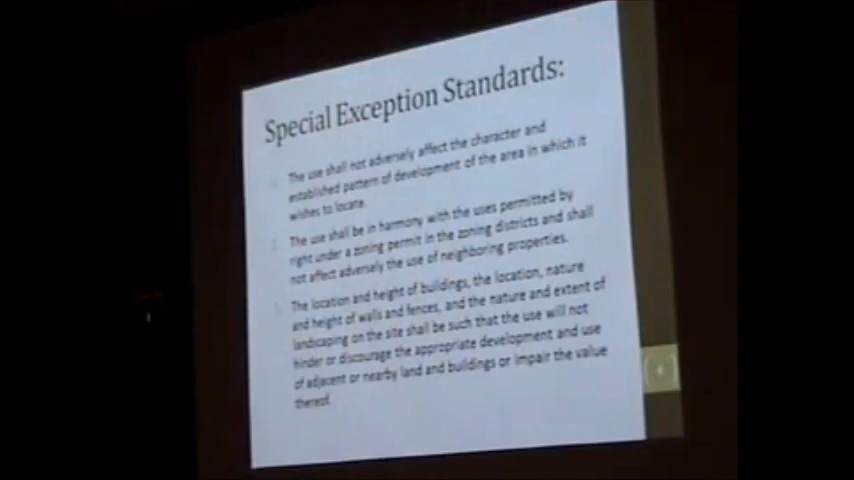 Special Exception Standards:
The use shall not adversely affect the character and
established pattern of development of the area in which it
wishes to locate.
2. The use shall be in harmony with the uses permitted by
right under a zoning permit in the zoning districts and shall
not affect adversely the use of neighboring properties.
The location and height of buildings, the location, nature
and height of walls and fences, and the nature and extent of
landscaping on the site shall be such that the use will not
hinder or discourage the appropriate development and use
of adjacent or nearby land and buildings or impair the value
thereof.